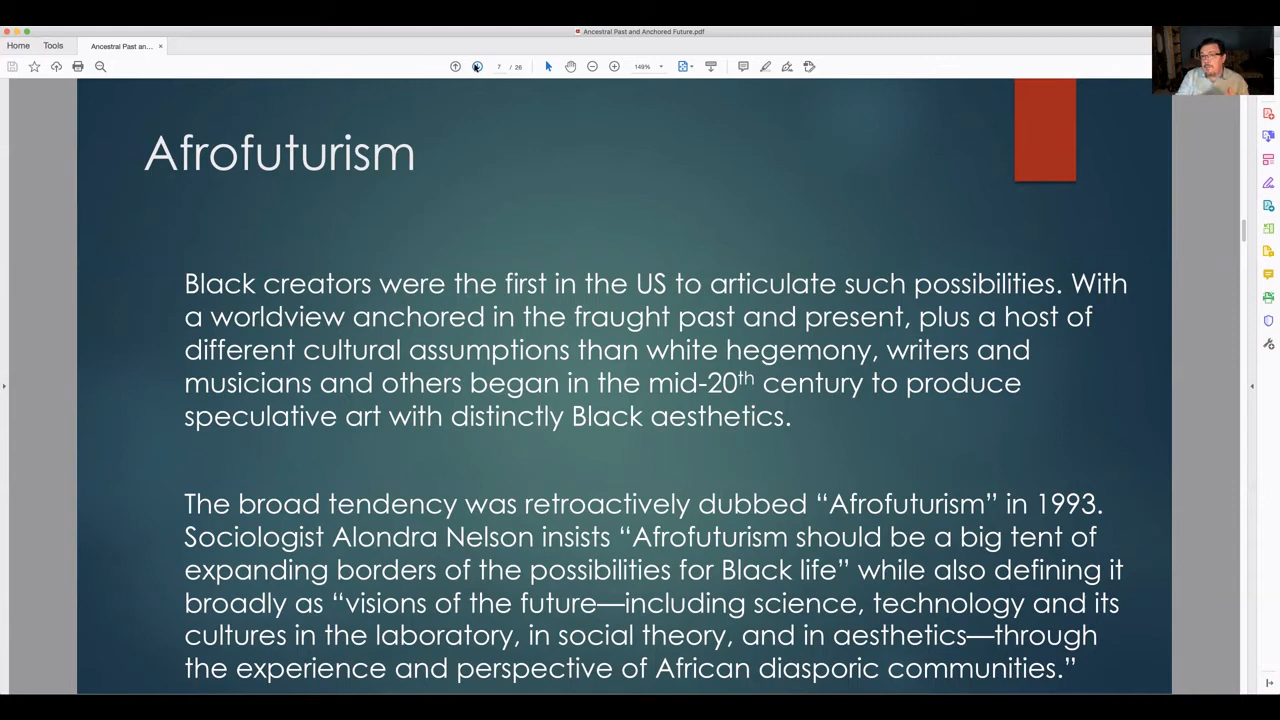 Ancestral Past and Anchored Future.pdf
Home Tools Ancestral Past an... ×
7 / 26 149%
Afrofuturism
Black creators were the first in the US to articulate such possibilities. With
a worldview anchored in the fraught past and present, plus a host of
different cultural assumptions than white hegemony, writers and
musicians and others began in the mid-20th century to produce
speculative art with distinctly Black aesthetics.
The broad tendency was retroactively dubbed “Afrofuturism” in 1993.
Sociologist Alondra Nelson insists “Afrofuturism should be a big tent of
expanding borders of the possibilities for Black life” while also defining it
broadly as “visions of the future—including science, technology and its
cultures in the laboratory, in social theory, and in aesthetics—through
the experience and perspective of African diasporic communities.”